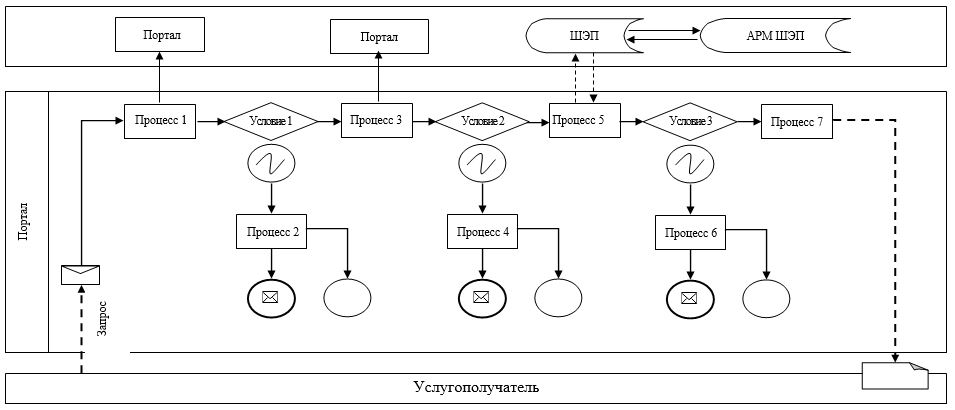 Портал
Портал
ШЭП
АРМ ШЭП
Процесс 1
Условие 1
Процесс 3
Условие 2
Процесс 5
Условие 3
Процесс 7
Портал
Процесс 2
Процесс 4
Процесс 6
Запрос
Услугополучатель